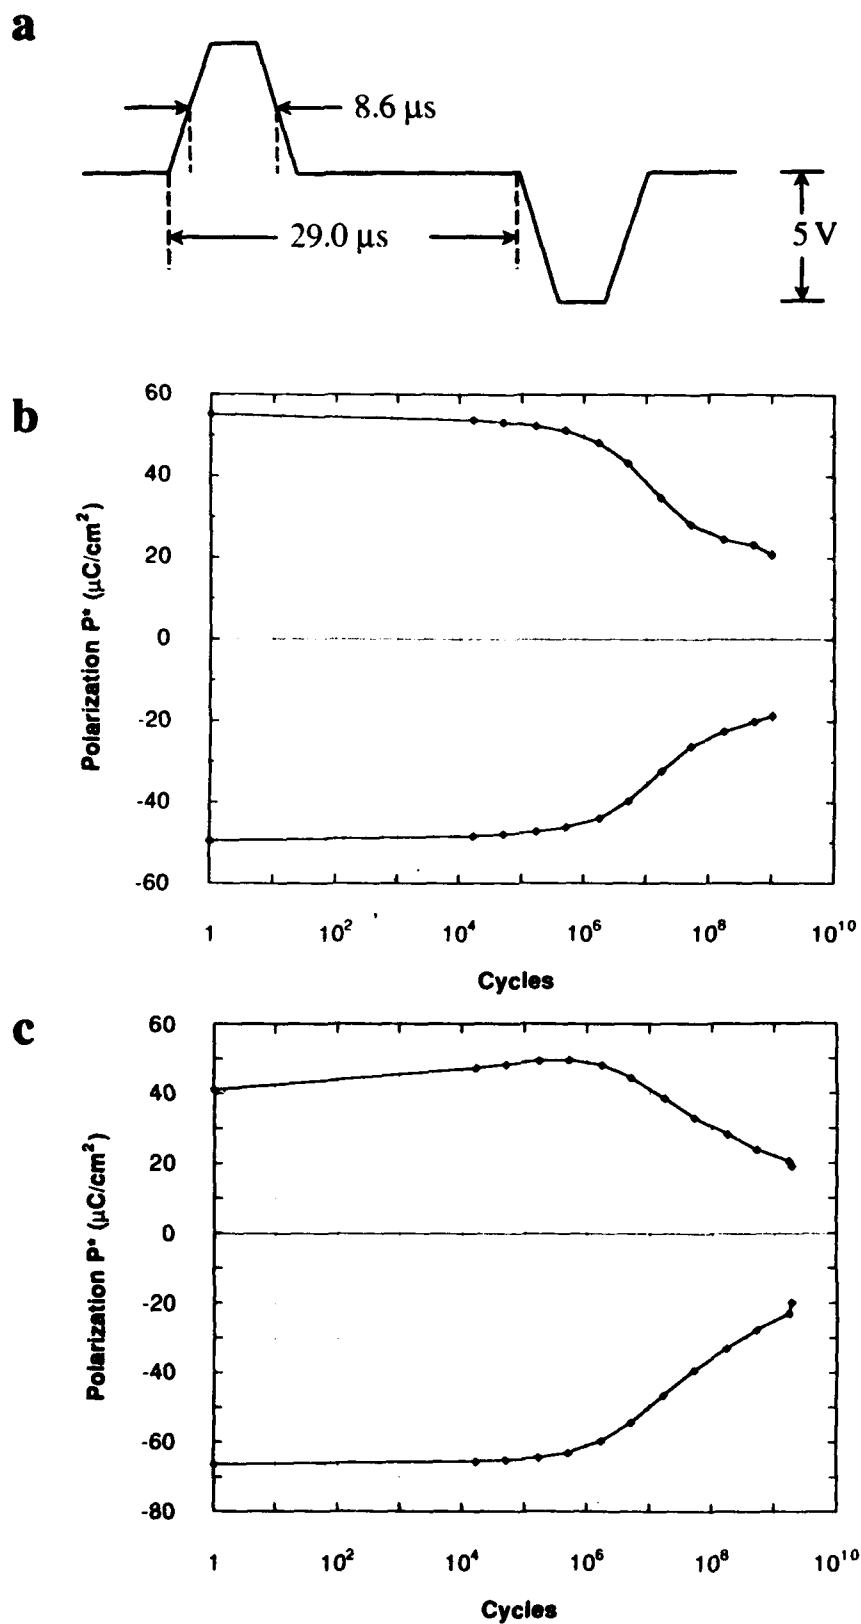 a
8.6 μs
29.0 μs
5 V
b
60
40
20
0
-20
-40
-60
Polarization P* (μC/cm²)
1 10² 10⁴ 10⁶ 10⁸ 10¹⁰
Cycles
c
60
40
20
0
-20
-40
-60
-80
Polarization P* (μC/cm²)
1 10² 10⁴ 10⁶ 10⁸ 10¹⁰
Cycles